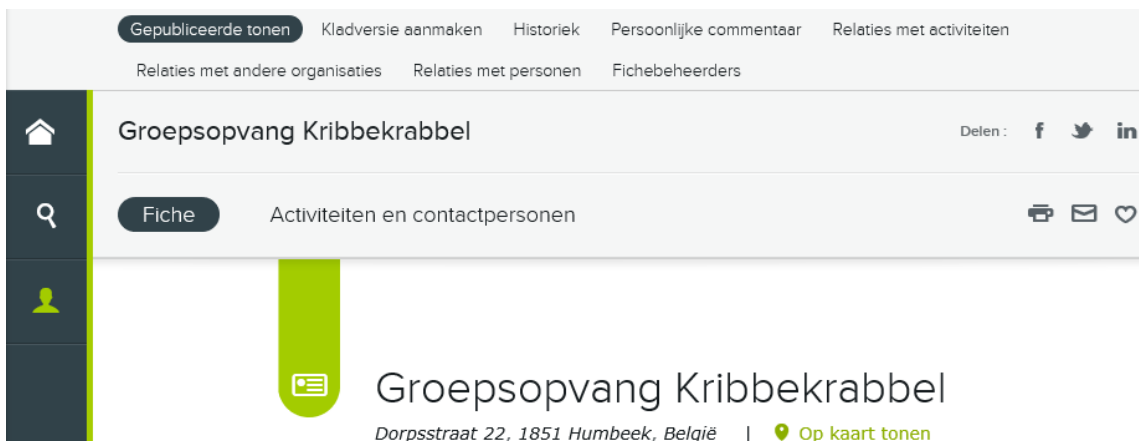 Gepubliceerde tonen Kladversie aanmaken Historiek Persoonlijke commentaar Relaties met activiteiten
Relaties met andere organisaties Relaties met personen Fichebeheerders
Groepsopvang Kribbekrabbel Delen :
Fiche Activiteiten en contactpersonen
Groepsopvang Kribbekrabbel
Dorpsstraat 22, 1851 Humbeek, België | Op kaart tonen